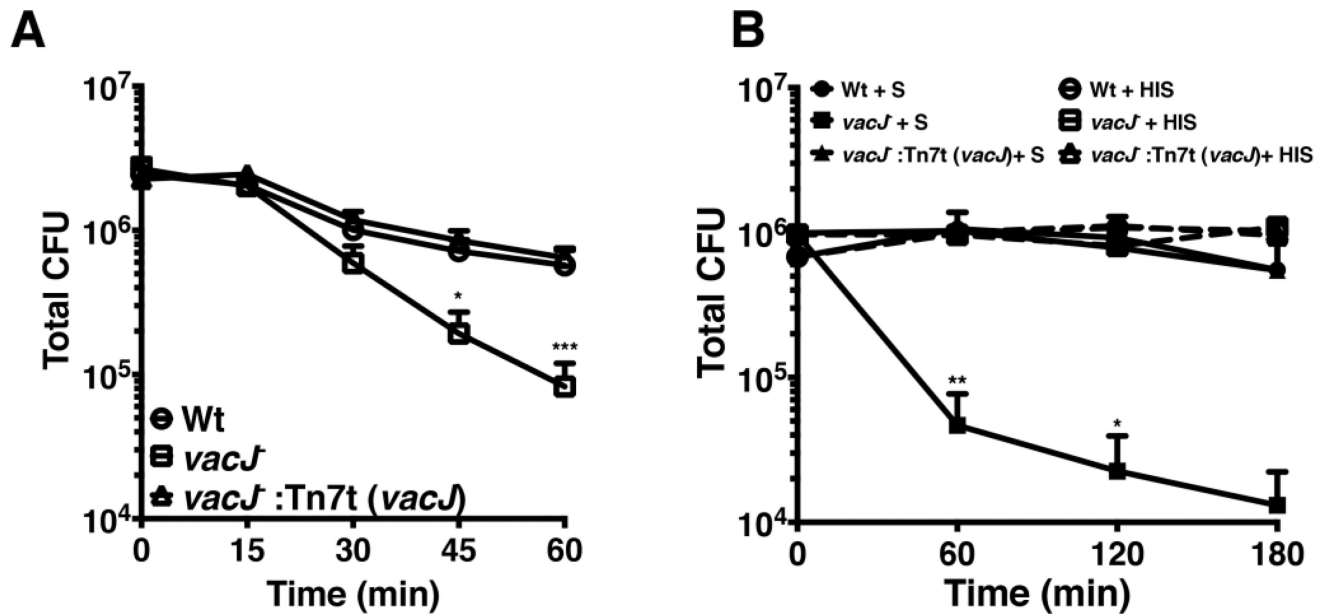 A
10⁷
10⁶
10⁵
10⁴
Total CFU
*
***
Wt
vacJ⁻
vacJ⁻ :Tn7t (vacJ)
0 15 30 45 60
Time (min)
B
Wt + S
Wt + HIS
vacJ⁻ + S
vacJ⁻ + HIS
vacJ⁻ :Tn7t (vacJ)+ S
vacJ⁻ :Tn7t (vacJ)+ HIS
10⁷
10⁶
10⁵
10⁴
Total CFU
**
*
0 60 120 180
Time (min)